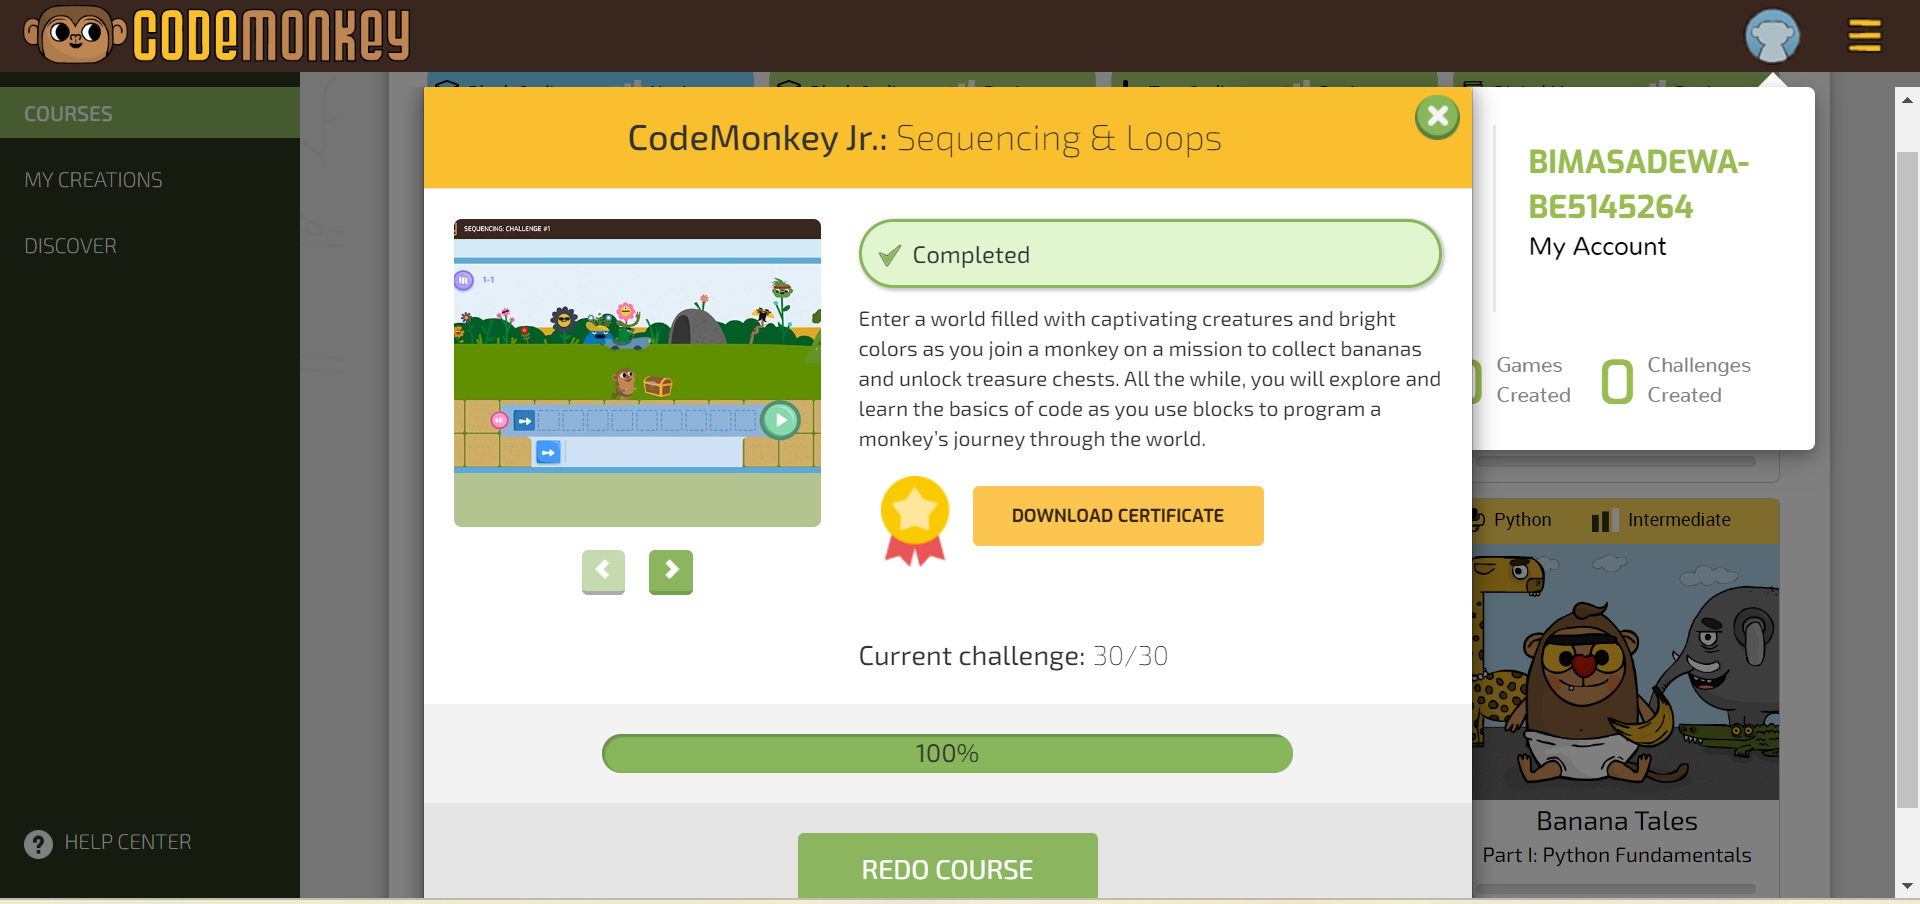 CODEMONKEY
COURSES
MY CREATIONS
DISCOVER
HELP CENTER
CodeMonkey Jr.: Sequencing & Loops
SEQUENCING: CHALLENGE #1
1-1
Completed
Enter a world filled with captivating creatures and bright
colors as you join a monkey on a mission to collect bananas
and unlock treasure chests. All the while, you will explore and
learn the basics of code as you use blocks to program a
monkey’s journey through the world.
DOWNLOAD CERTIFICATE
Current challenge: 30/30
100%
REDO COURSE
BIMASADEWA-
BE5145264
My Account
Games
Created
0 Challenges
Created
Python Intermediate
Banana Tales
Part I: Python Fundamentals